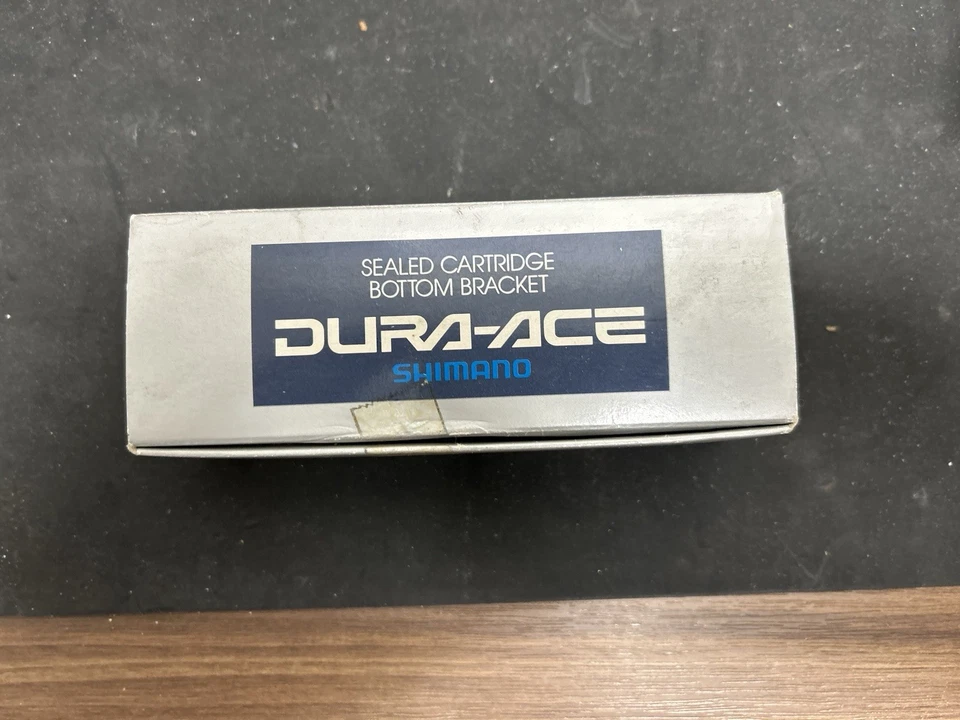 SEALED CARTRIDGE
BOTTOM BRACKET
DURA-ACE
SHIMANO